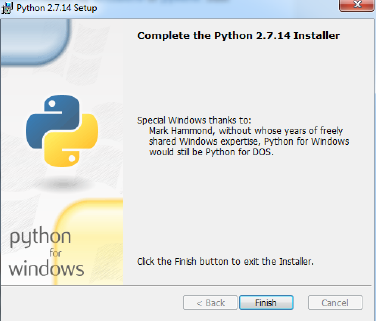 Python 2.7.14 Setup
Complete the Python 2.7.14 Installer
Special Windows thanks to:
Mark Hammond, without whose years of freely
shared Windows expertise, Python for Windows
would still be Python for DOS.
python
for
windows
Click the Finish button to exit the Installer.
< Back
Finish
Cancel